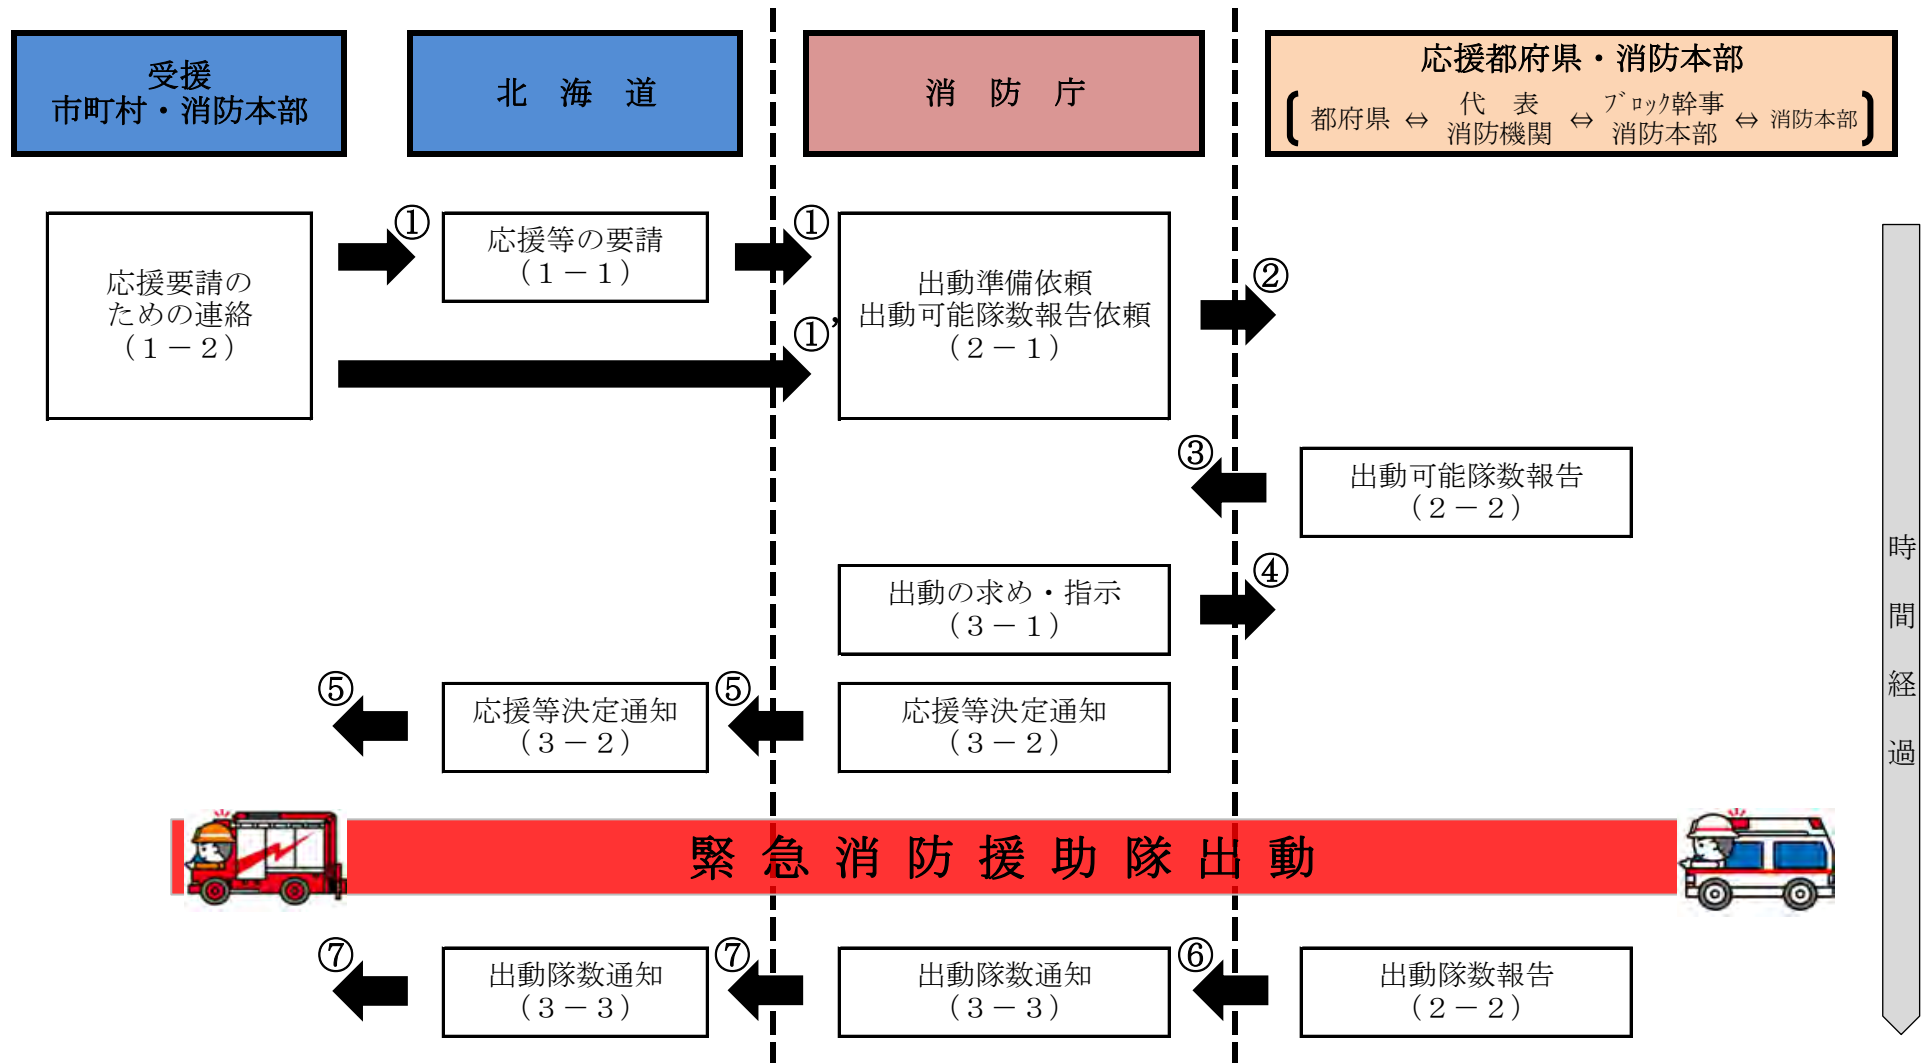 受援
市町村・消防本部
北　海　道
消　防　庁
応援都府県・消防本部
都府県 ⇔ 代　表 消防機関 ⇔ ブロック幹事 消防本部 ⇔ 消防本部
応援要請の
ための連絡
（１－２）
①
応援等の要請
（１－１）
①
①’
出動準備依頼
出動可能隊数報告依頼
（２－１）
②
③
出動可能隊数報告
（２－２）
出動の求め・指示
（３－１）
④
⑤
応援等決定通知
（３－２）
⑤
応援等決定通知
（３－２）
緊急消防援助隊出動
⑦
出動隊数通知
（３－３）
⑦
出動隊数通知
（３－３）
⑥
出動隊数報告
（２－２）
時間経過